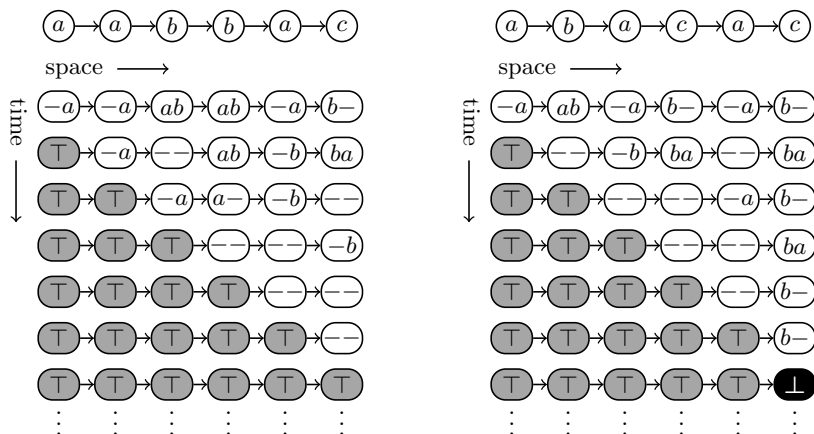 a a b b a c
a b a c a c
space
space
time
time
−a −a ab ab −a b−
−a ab −a b− −a b−
⊤ −a −− ab −b ba
⊤ −− −b ba −− ba
⊤ ⊤ −a a− −b −−
⊤ ⊤ −− −− −a b−
⊤ ⊤ ⊤ −− −− −b
⊤ ⊤ ⊤ −− −− ba
⊤ ⊤ ⊤ ⊤ −− −−
⊤ ⊤ ⊤ ⊤ −− b−
⊤ ⊤ ⊤ ⊤ ⊤ −−
⊤ ⊤ ⊤ ⊤ ⊤ b−
⊤ ⊤ ⊤ ⊤ ⊤ ⊤
⊤ ⊤ ⊤ ⊤ ⊤ ⊥